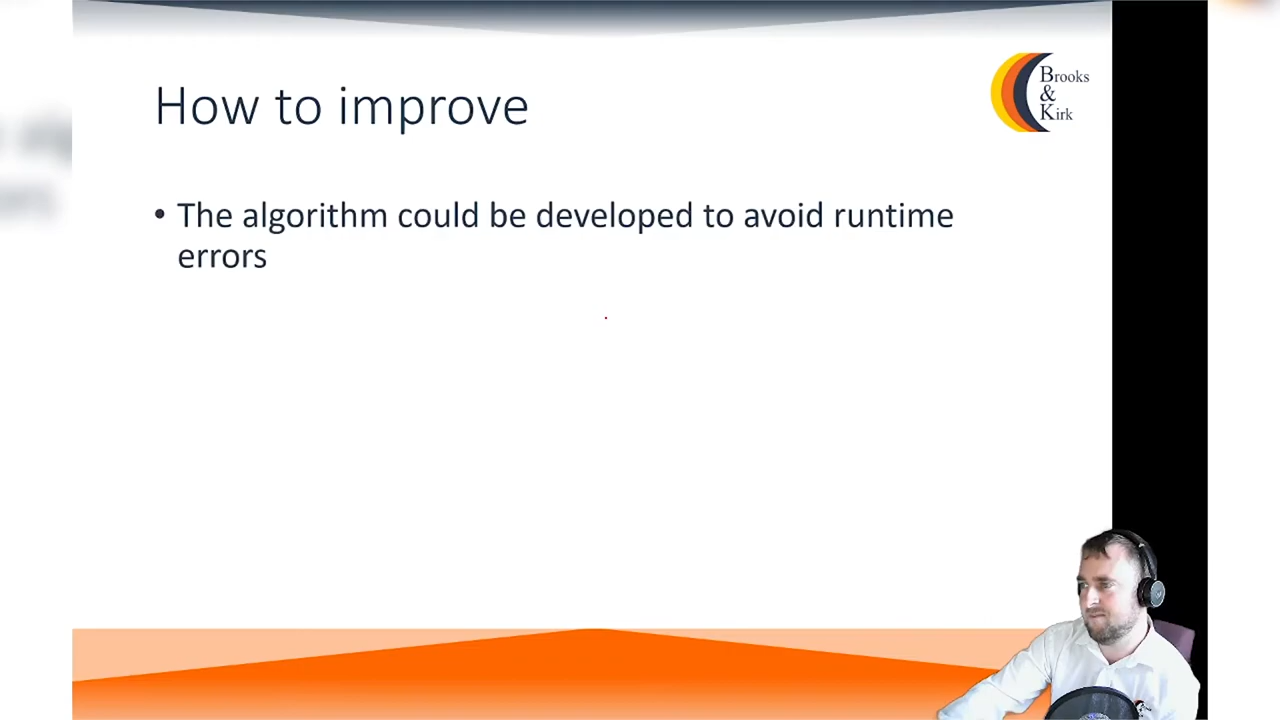 How to improve
Brooks
&
Kirk
• The algorithm could be developed to avoid runtime
errors